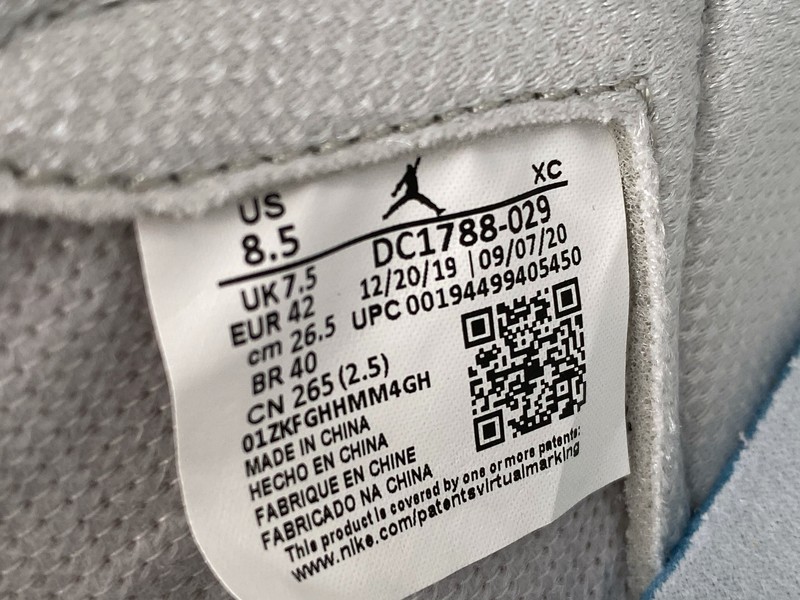 US
8.5
XC
DC1788-029
12/20/19 | 09/07/20
UPC 00194499405450
UK 7.5
EUR 42
cm 26.5
BR 40
CN 265 (2.5)
01ZKFGHHMM4GH
MADE IN CHINA
HECHO EN CHINA
FABRIQUE EN CHINE
FABRICADO NA CHINA
This product is covered by one or more patents:
www.nike.com/patentsvirtualmarking